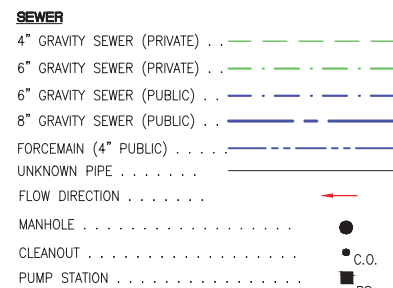 SEWER
4" GRAVITY SEWER (PRIVATE) . .
6" GRAVITY SEWER (PRIVATE) . .
6" GRAVITY SEWER (PUBLIC) . .
8" GRAVITY SEWER (PUBLIC) . .
FORCEMAIN (4" PUBLIC) . . . . .
UNKNOWN PIPE . . . . . . .
FLOW DIRECTION . . . . . . .
MANHOLE . . . . . . . . . . . . . . . . . .
CLEANOUT . . . . . . . . . . . . . . . . . . C.O.
PUMP STATION . . . . . . . . . . . . . . . .